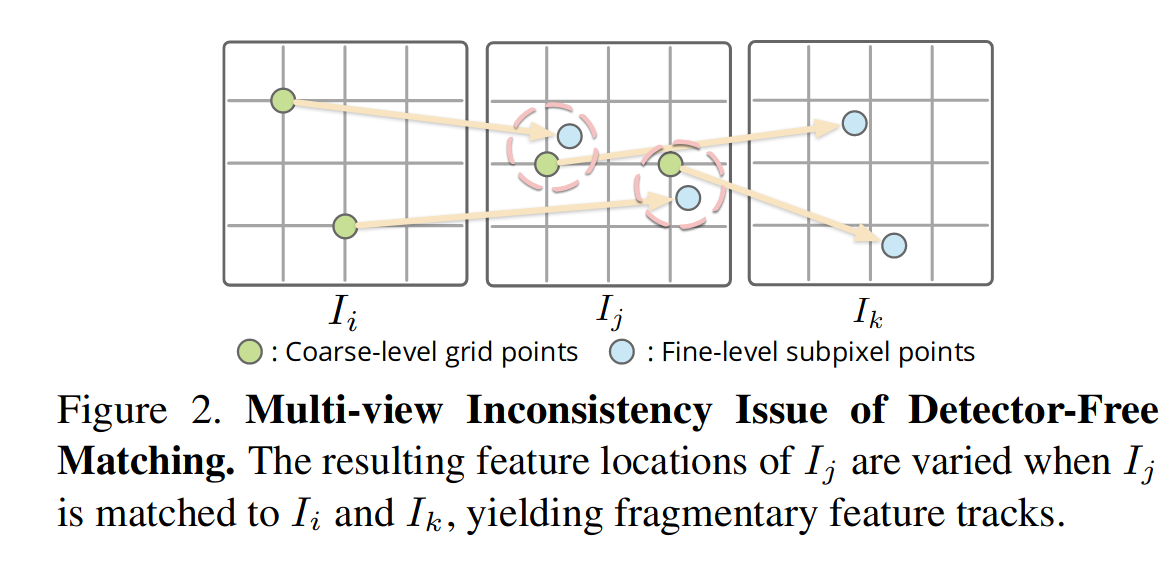 I_i I_j I_k
: Coarse-level grid points : Fine-level subpixel points
Figure 2. Multi-view Inconsistency Issue of Detector-Free
Matching. The resulting feature locations of I_j are varied when I_j
is matched to I_i and I_k, yielding fragmentary feature tracks.